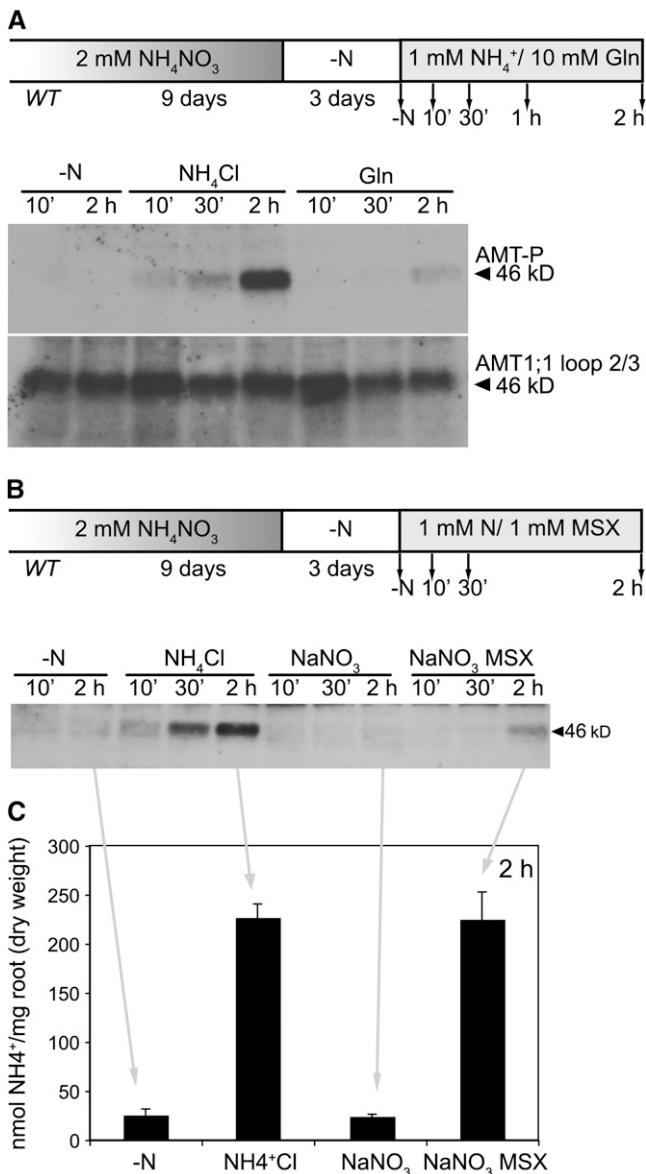 A
2 mM NH₄NO₃ -N 1 mM NH₄⁺/ 10 mM Gln
WT 9 days 3 days -N 10’ 30’ 1 h 2 h
-N NH₄Cl Gln
10’ 2 h 10’ 30’ 2 h 10’ 30’ 2 h
AMT-P
46 kD
AMT1;1 loop 2/3
46 kD
B
2 mM NH₄NO₃ -N 1 mM N/ 1 mM MSX
WT 9 days 3 days -N 10’ 30’ 2 h
-N NH₄Cl NaNO₃ NaNO₃ MSX
10’ 2 h 10’ 30’ 2 h 10’ 30’ 2 h 10’ 30’ 2 h
46 kD
C
nmol NH4⁺/mg root (dry weight)
300
250
200
150
100
50
0
2 h
-N NH4⁺Cl NaNO₃ NaNO₃ MSX